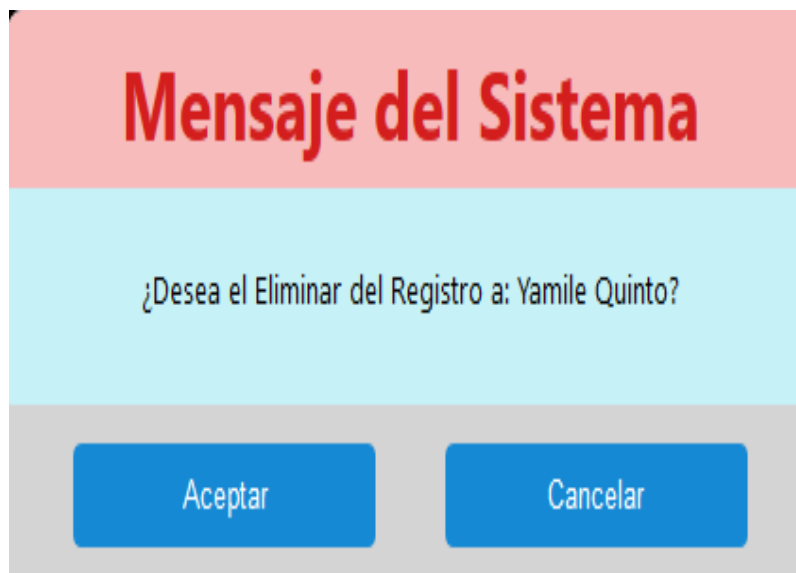 Mensaje del Sistema
¿Desea el Eliminar del Registro a: Yamile Quinto?
Aceptar
Cancelar